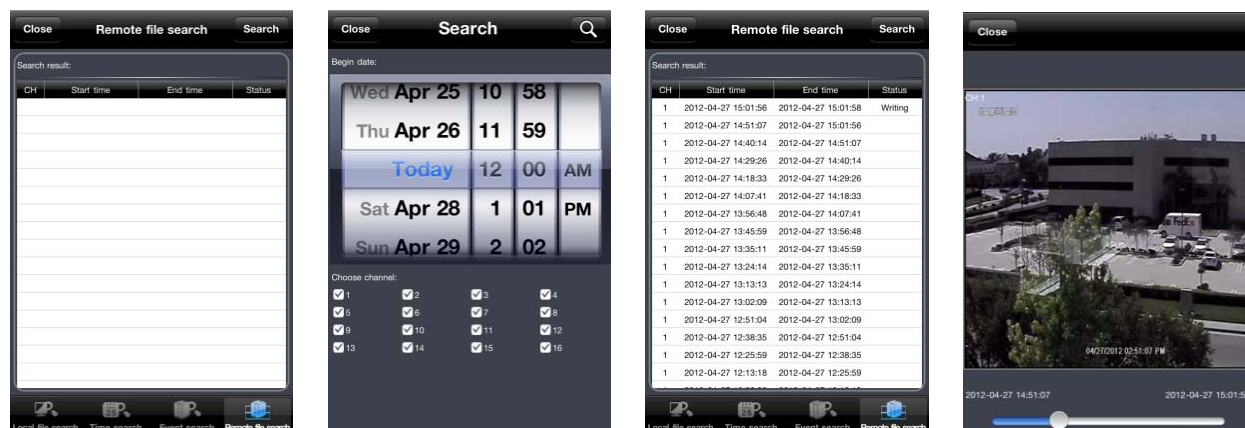 Close Remote file search Search
Search result:
CH Start time End time Status
Local file search Time search Event search Remote file search
Close Search
Begin date:
Wed Apr 25 10 58
Thu Apr 26 11 59
Today 12 00 AM
Sat Apr 28 1 01 PM
Sun Apr 29 2 02
Choose channel:
1 2 3 4
5 6 7 8
9 10 11 12
13 14 15 16
Close Remote file search Search
Search result:
CH Start time End time Status
1 2012-04-27 15:01:56 2012-04-27 15:01:58 Writing
1 2012-04-27 14:51:07 2012-04-27 15:01:56
1 2012-04-27 14:40:14 2012-04-27 14:51:07
1 2012-04-27 14:29:26 2012-04-27 14:40:14
1 2012-04-27 14:18:33 2012-04-27 14:29:26
1 2012-04-27 14:07:41 2012-04-27 14:18:33
1 2012-04-27 13:56:48 2012-04-27 14:07:41
1 2012-04-27 13:45:59 2012-04-27 13:56:48
1 2012-04-27 13:35:11 2012-04-27 13:45:59
1 2012-04-27 13:24:14 2012-04-27 13:35:11
1 2012-04-27 13:13:13 2012-04-27 13:24:14
1 2012-04-27 13:02:09 2012-04-27 13:13:13
1 2012-04-27 12:51:04 2012-04-27 13:02:09
1 2012-04-27 12:38:35 2012-04-27 12:51:04
1 2012-04-27 12:25:59 2012-04-27 12:38:35
1 2012-04-27 12:13:18 2012-04-27 12:25:59
Local file search Time search Event search Remote file search
Close
CH:1
FedEx
04/27/2012 02:51:07 PM
2012-04-27 14:51:07 2012-04-27 15:01:5